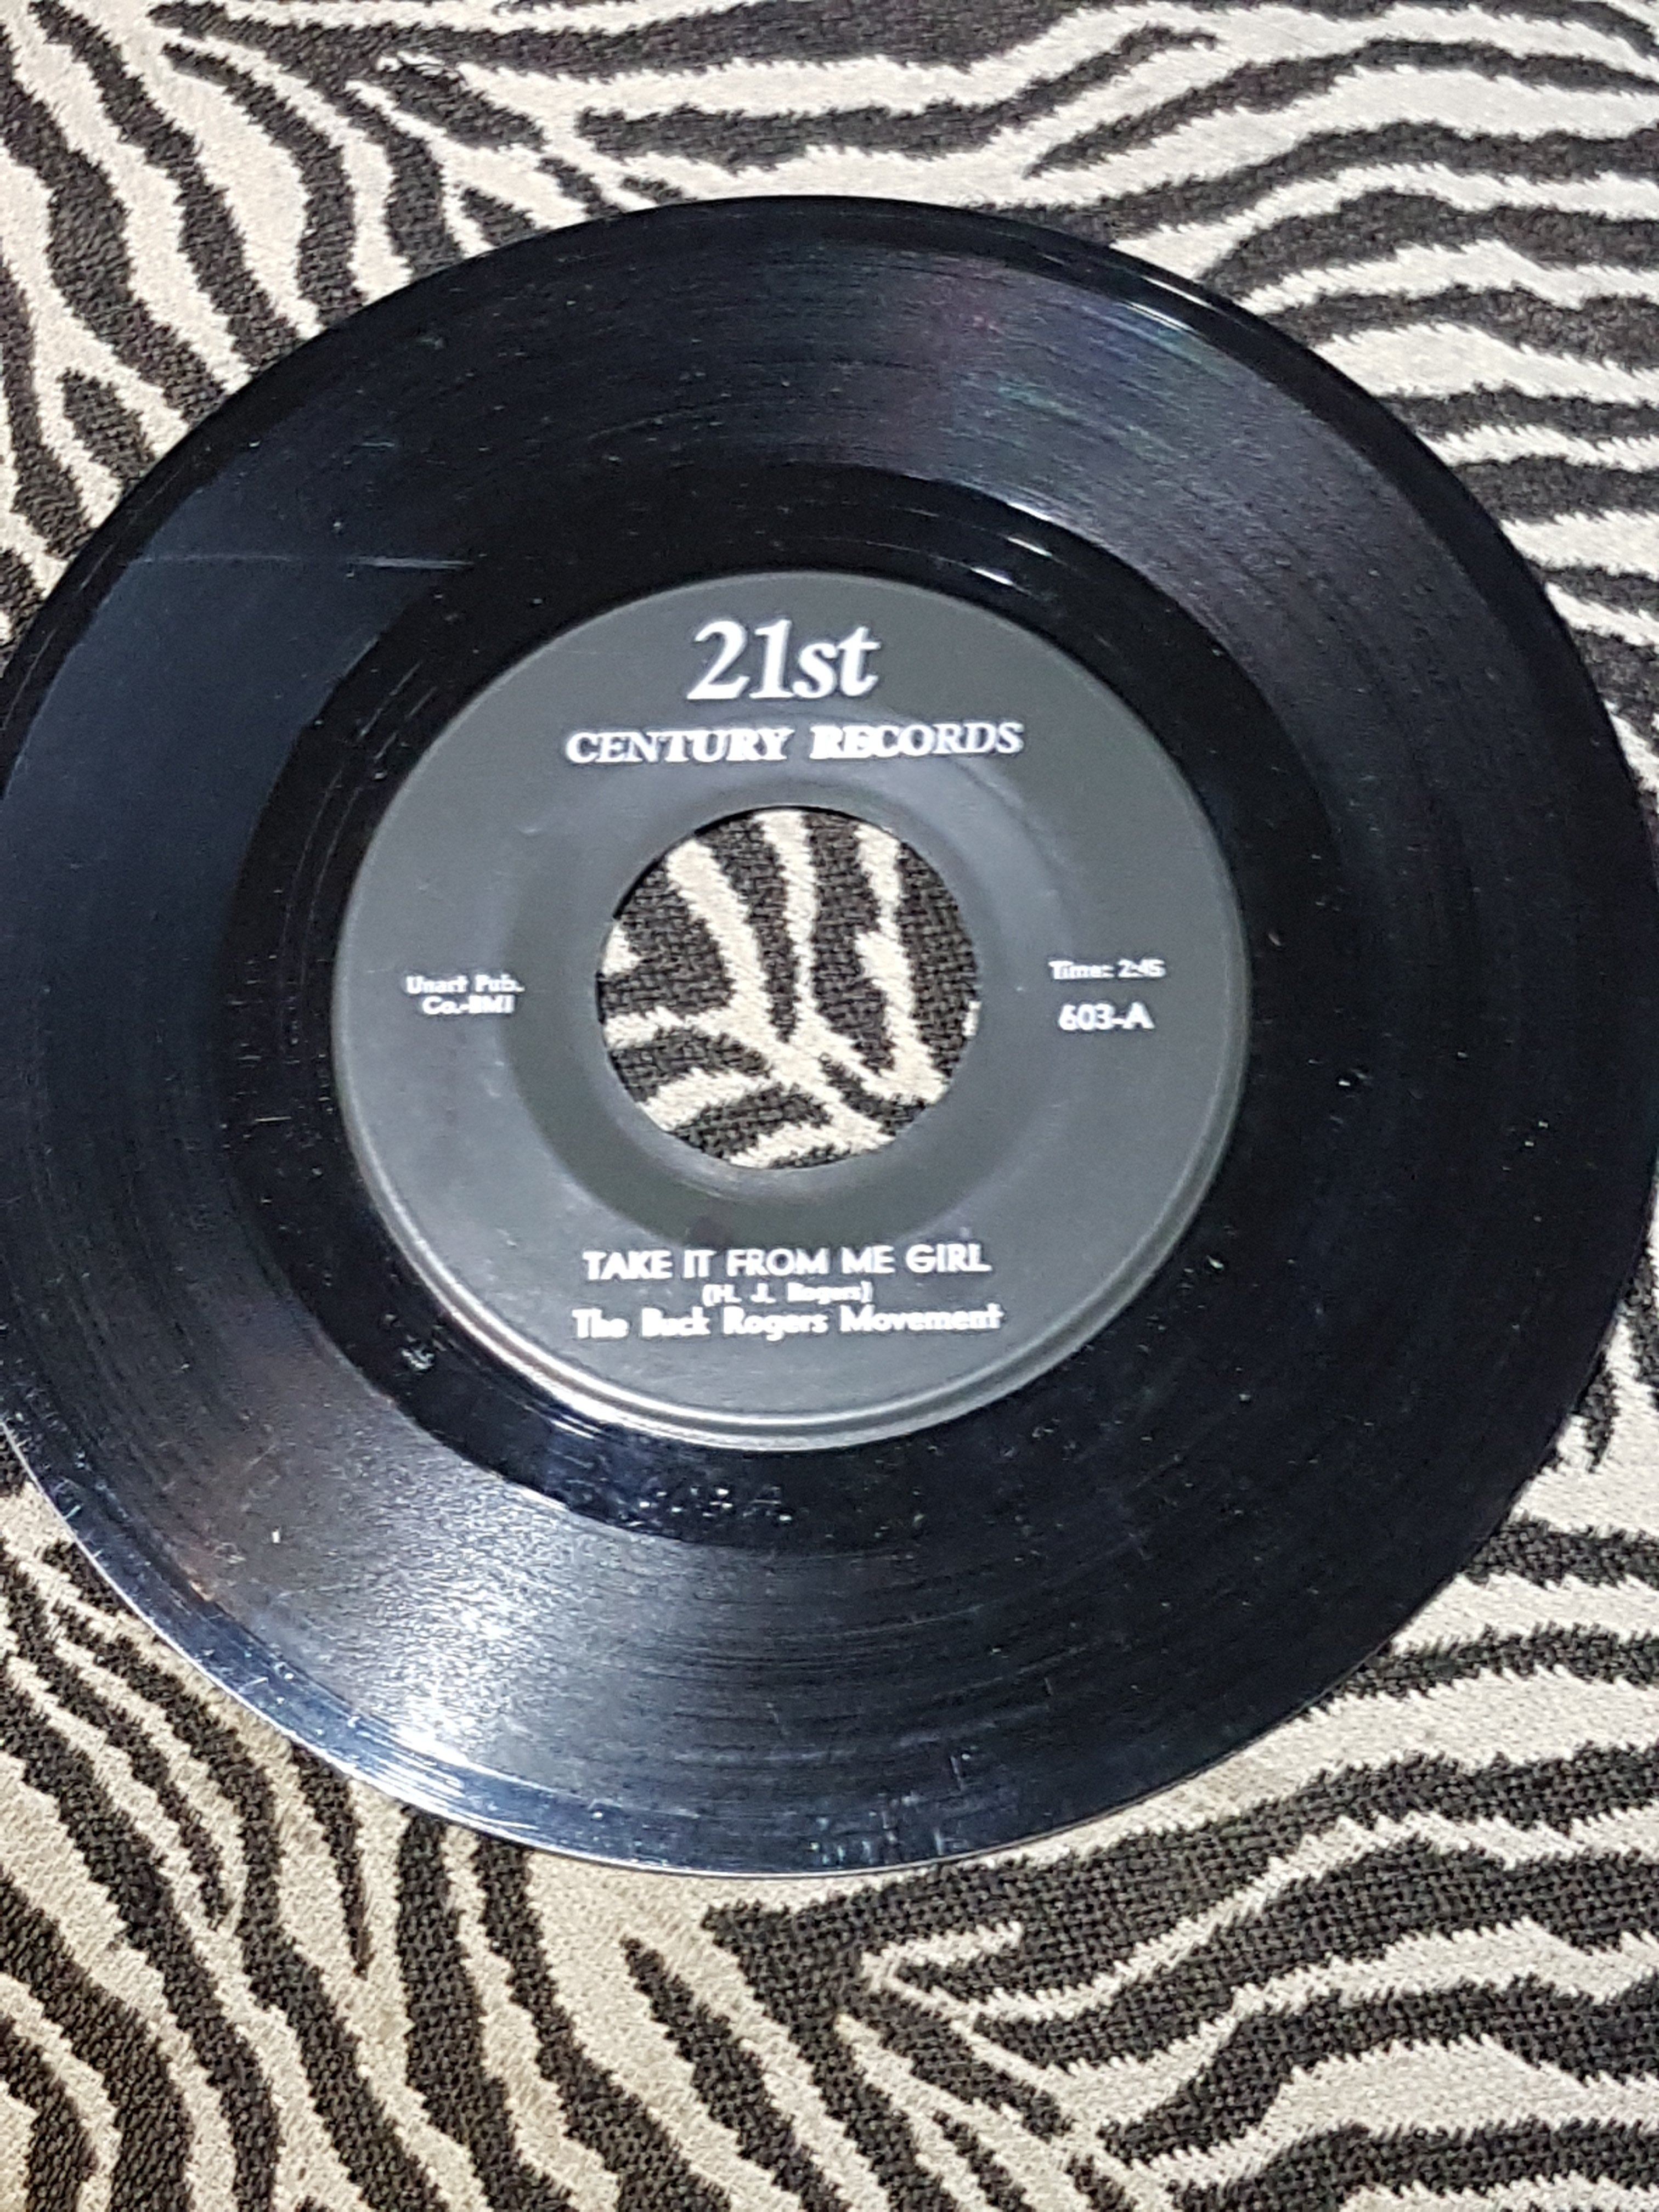 21st
CENTURY RECORDS
Unart Pub.
Co.-BMI
Time: 2:45
603-A
TAKE IT FROM ME GIRL
(H. J. Rogers)
The Buck Rogers Movement